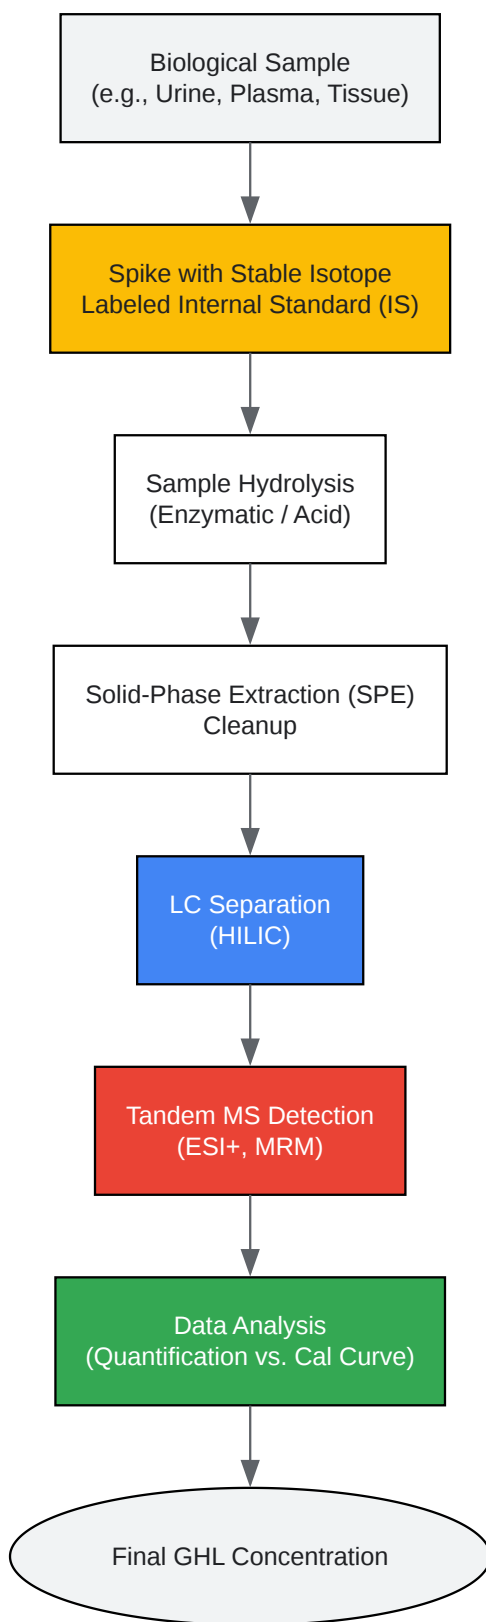 Biological Sample
(e.g., Urine, Plasma, Tissue)
Spike with Stable Isotope
Labeled Internal Standard (IS)
Sample Hydrolysis
(Enzymatic / Acid)
Solid-Phase Extraction (SPE)
Cleanup
LC Separation
(HILIC)
Tandem MS Detection
(ESI+, MRM)
Data Analysis
(Quantification vs. Cal Curve)
Final GHL Concentration